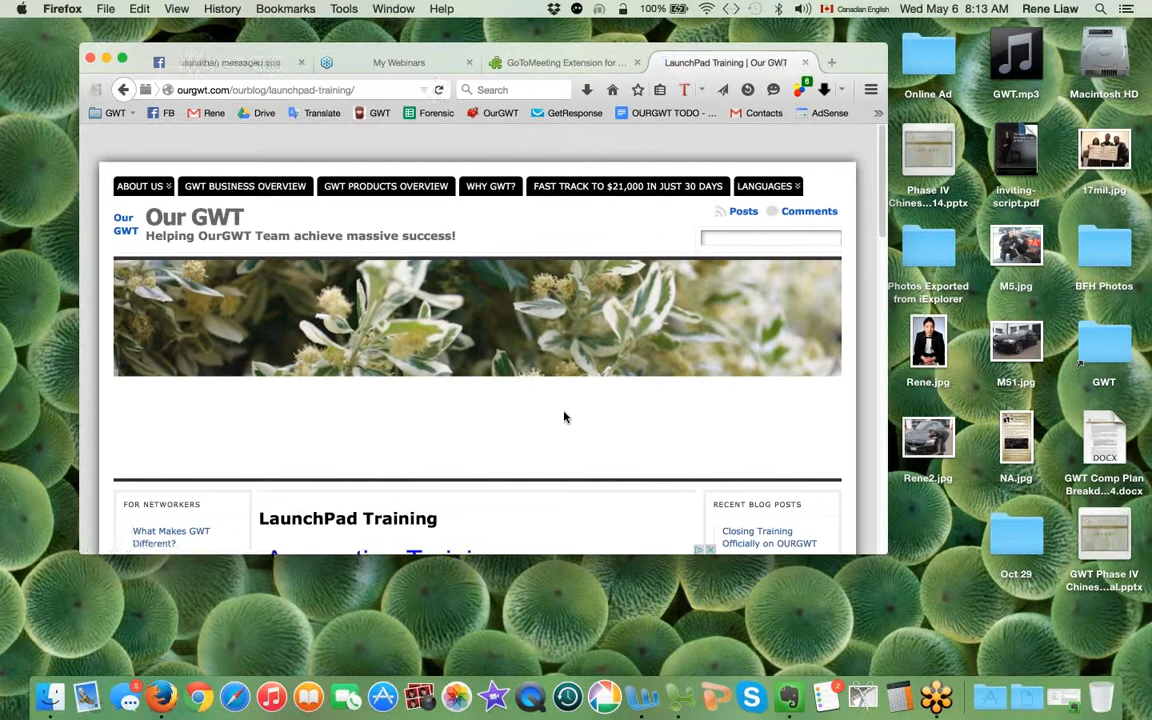 Firefox File Edit View History Bookmarks Tools Window Help 100% Canadian English Wed May 6 8:13 AM Rene Liaw
My Webinars GoToMeeting Extension for ... LaunchPad Training | Our GWT
ourgwt.com/ourblog/launchpad-training/ Search 6
GWT FB Rene Drive Translate GWT Forensic OurGWT GetResponse OURGWT TODO - ... Contacts AdSense
ABOUT US GWT BUSINESS OVERVIEW GWT PRODUCTS OVERVIEW WHY GWT? FAST TRACK TO $21,000 IN JUST 30 DAYS LANGUAGES
Our GWT
Our GWT
Helping OurGWT Team achieve massive success!
Posts Comments
FOR NETWORKERS
What Makes GWT
Different?
LaunchPad Training
RECENT BLOG POSTS
Closing Training
Officially on OURGWT
Online Ad GWT.mp3 Macintosh HD
Phase IV
Chines...14.pptx
inviting-
script.pdf
17mil.jpg
Photos Exported
from iExplorer
M5.jpg
BFH Photos
Rene.jpg M51.jpg GWT
Rene2.jpg NA.jpg
DOCX
GWT Comp Plan
Breakd...4.docx
Oct 29
GWT Phase IV
Chines...al.pptx
5
2